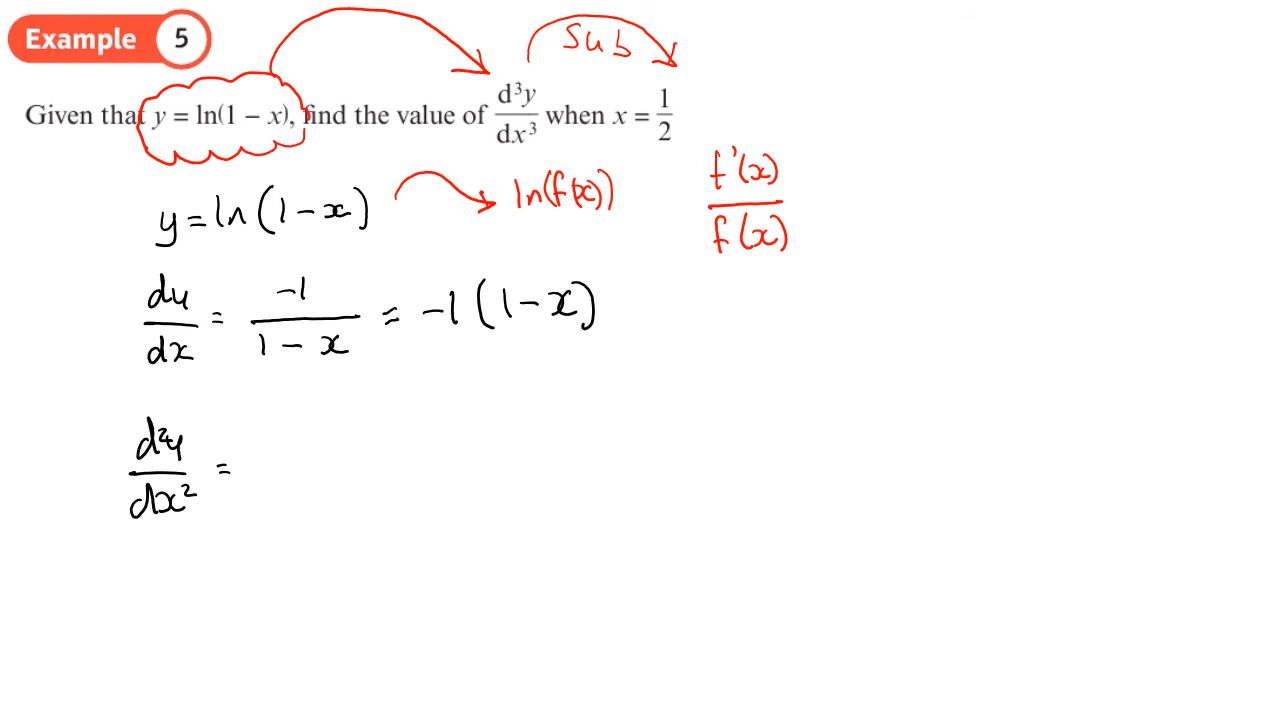 Example 5
Sub
Given that y = ln(1 − x), find the value of d³y/dx³ when x = 1/2
y = ln(1 − x) ln(f(x)) f'(x)/f(x)
dy/dx = -1/(1 − x) = -1(1 − x)
d²y/dx² =